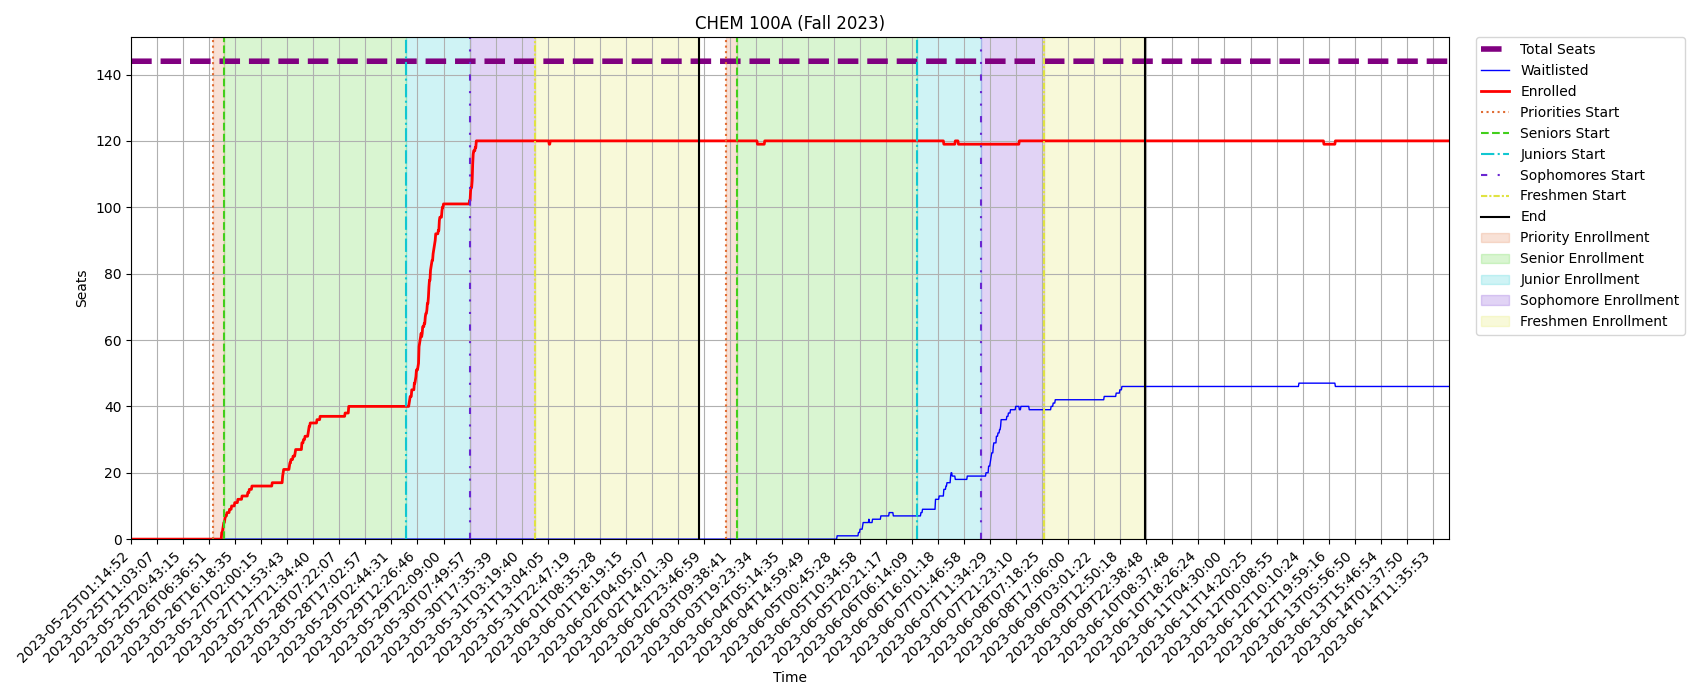 CHEM 100A (Fall 2023)
140
120
100
80
60
40
20
0
Seats
2023-05-25T01:14:52
2023-05-25T11:03:07
2023-05-25T20:43:15
2023-05-26T06:36:51
2023-05-26T16:18:35
2023-05-27T02:00:15
2023-05-27T11:53:43
2023-05-27T21:34:40
2023-05-28T07:22:07
2023-05-28T17:02:57
2023-05-29T02:44:31
2023-05-29T12:26:46
2023-05-29T22:09:00
2023-05-30T07:49:57
2023-05-30T17:35:39
2023-05-31T03:19:40
2023-05-31T13:04:05
2023-05-31T22:47:19
2023-06-01T08:35:28
2023-06-01T18:19:15
2023-06-02T04:05:07
2023-06-02T14:01:30
2023-06-02T23:46:59
2023-06-03T09:38:41
2023-06-03T19:23:34
2023-06-04T05:14:35
2023-06-04T14:59:49
2023-06-05T00:45:28
2023-06-05T10:34:58
2023-06-05T20:21:17
2023-06-06T06:14:09
2023-06-06T16:01:18
2023-06-07T01:46:58
2023-06-07T11:34:29
2023-06-07T21:23:10
2023-06-08T07:18:25
2023-06-08T17:06:00
2023-06-09T03:01:22
2023-06-09T12:50:18
2023-06-09T22:38:48
2023-06-10T08:37:48
2023-06-10T18:26:24
2023-06-11T04:30:00
2023-06-11T14:20:25
2023-06-12T00:08:55
2023-06-12T10:10:24
2023-06-12T19:59:16
2023-06-13T05:56:50
2023-06-13T15:46:54
2023-06-14T01:37:50
2023-06-14T11:35:53
Time
Total Seats
Waitlisted
Enrolled
Priorities Start
Seniors Start
Juniors Start
Sophomores Start
Freshmen Start
End
Priority Enrollment
Senior Enrollment
Junior Enrollment
Sophomore Enrollment
Freshmen Enrollment